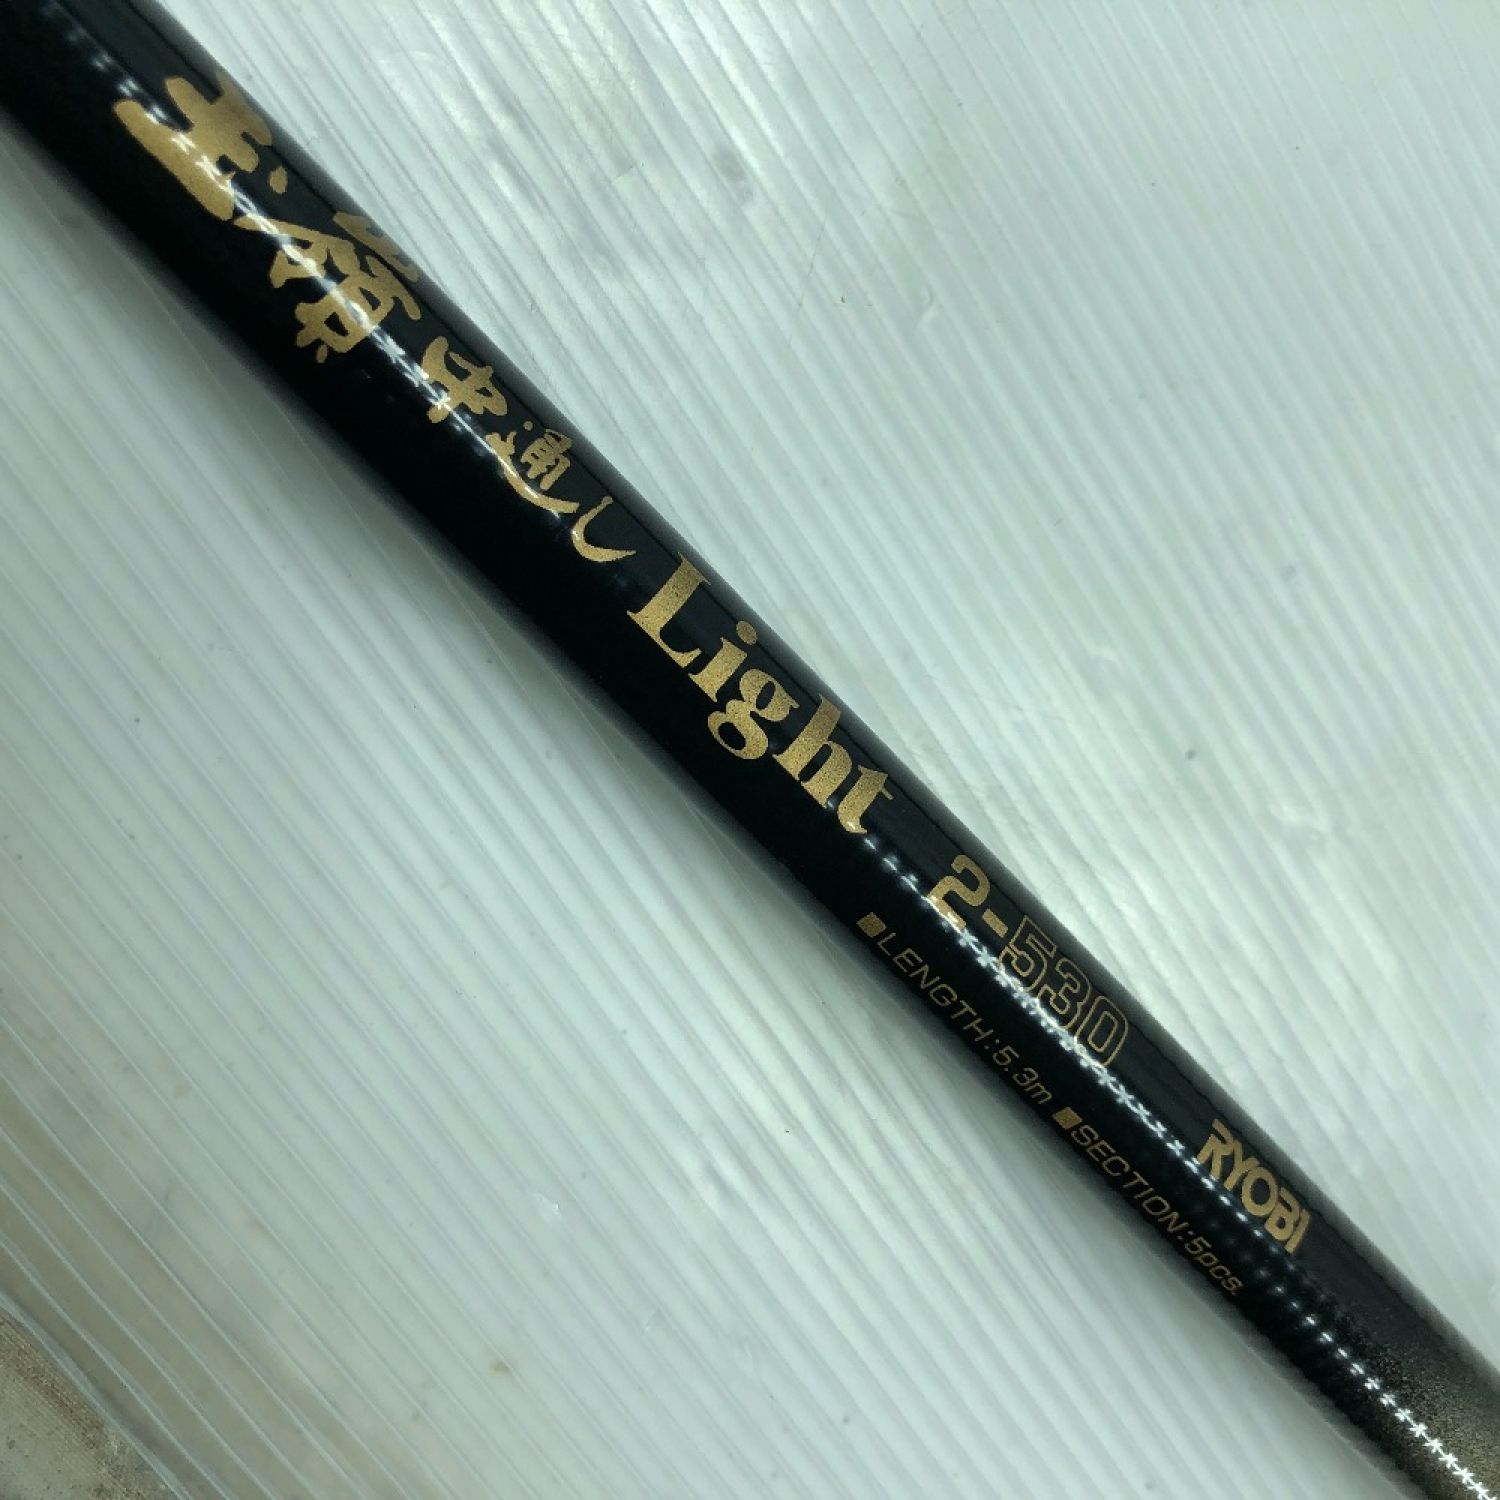 中通し Light 2-530 RYOBI
■LENGTH:5.3m ■SECTION:5pcs.